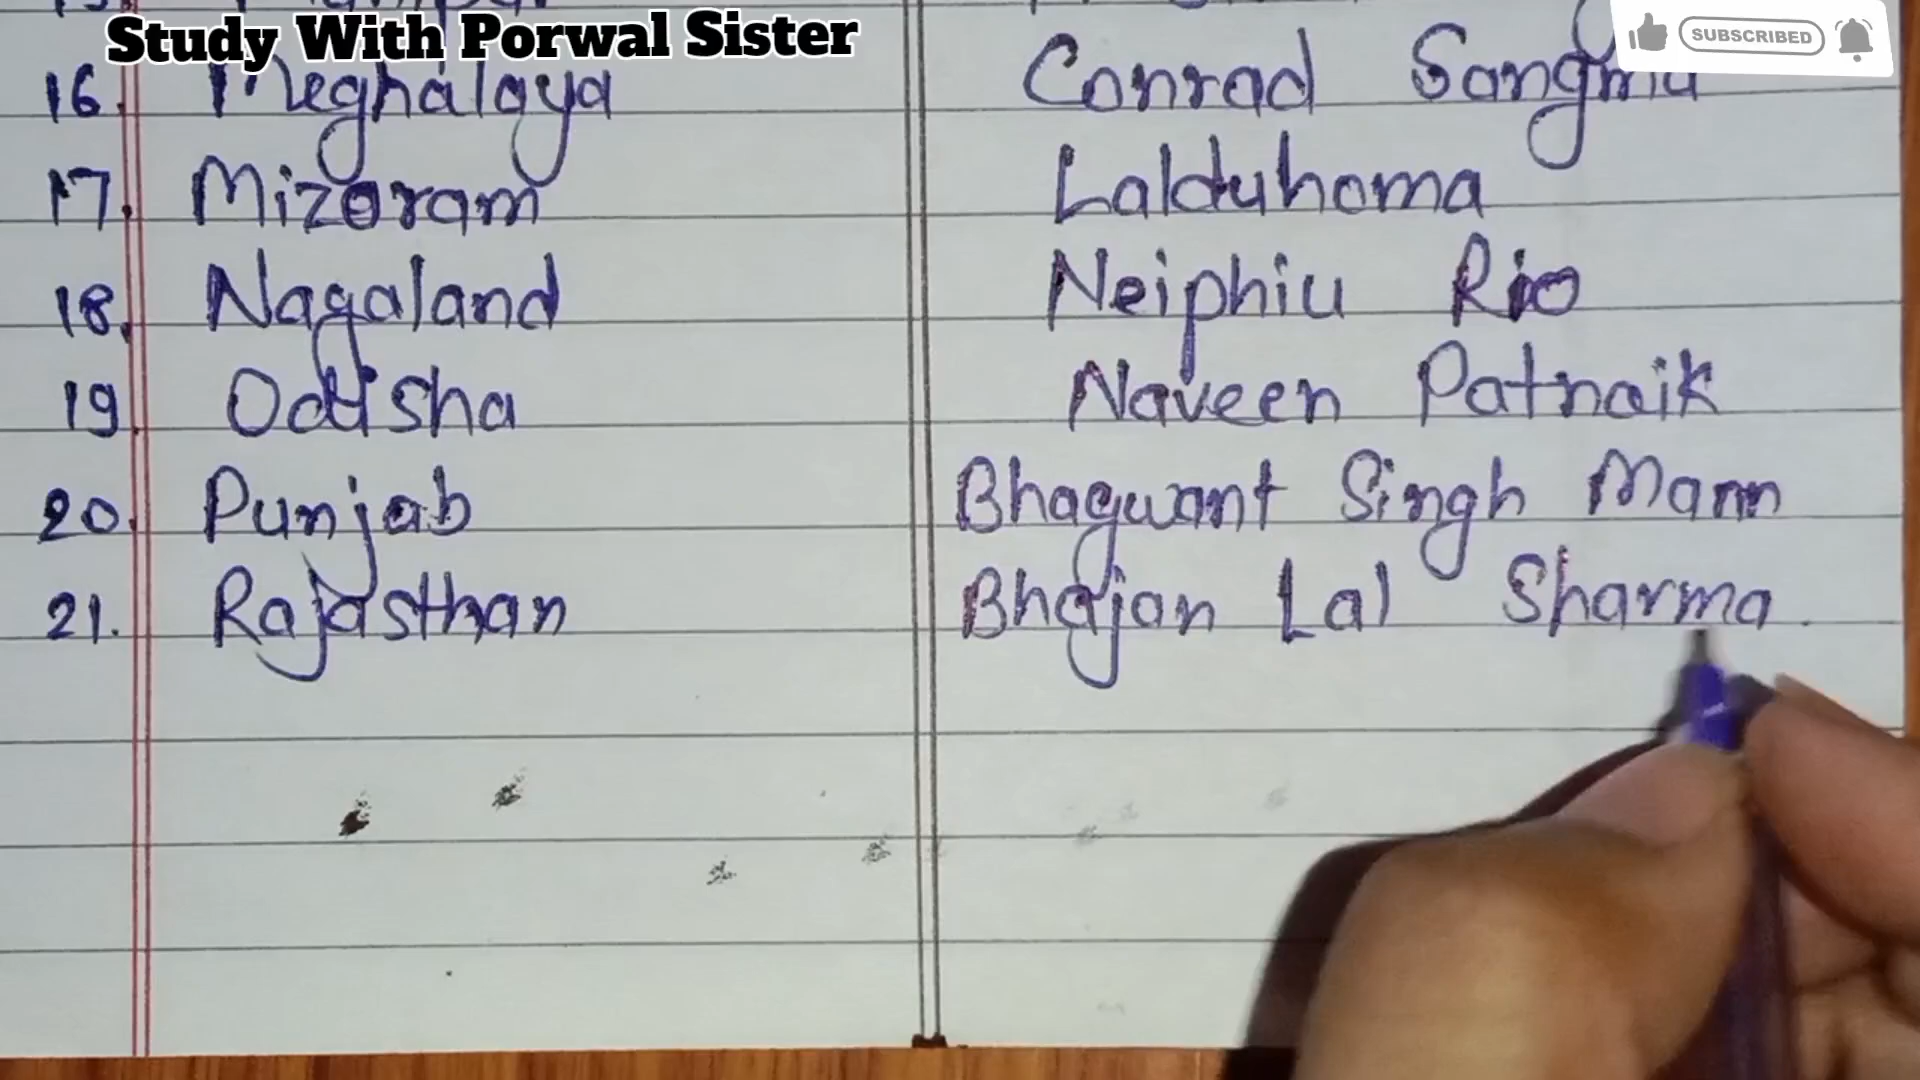 Study With Porwal Sister
SUBSCRIBED
16. Meghalaya Conrad Sangma
17. Mizoram Lalduhoma
18. Nagaland Neiphiu Rio
19. Odisha Naveen Patnaik
20. Punjab Bhagwant Singh Mann
21. Rajasthan Bhajan Lal Sharma.